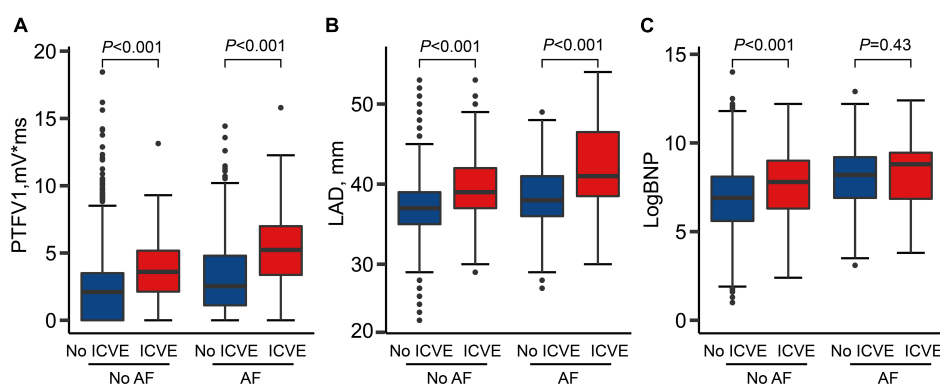 A
PTFV1,mV*ms
20
15
10
5
0
P<0.001
P<0.001
No ICVE ICVE No ICVE ICVE
No AF AF
B
LAD, mm
50
40
30
20
P<0.001
P<0.001
No ICVE ICVE No ICVE ICVE
No AF AF
C
LogBNP
15
10
5
0
P<0.001
P=0.43
No ICVE ICVE No ICVE ICVE
No AF AF